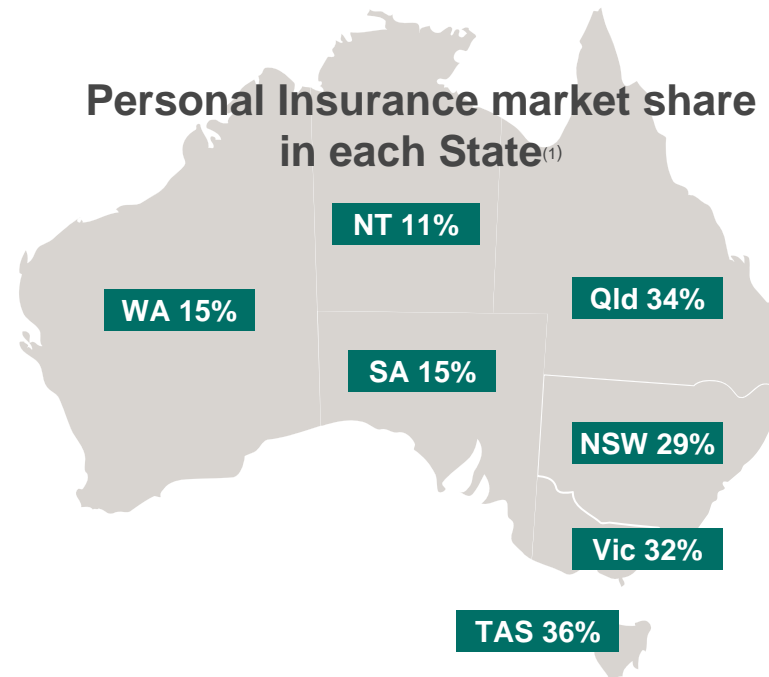 Personal Insurance market share
in each State(1)
NT 11%
WA 15%
Qld 34%
SA 15%
NSW 29%
Vic 32%
TAS 36%